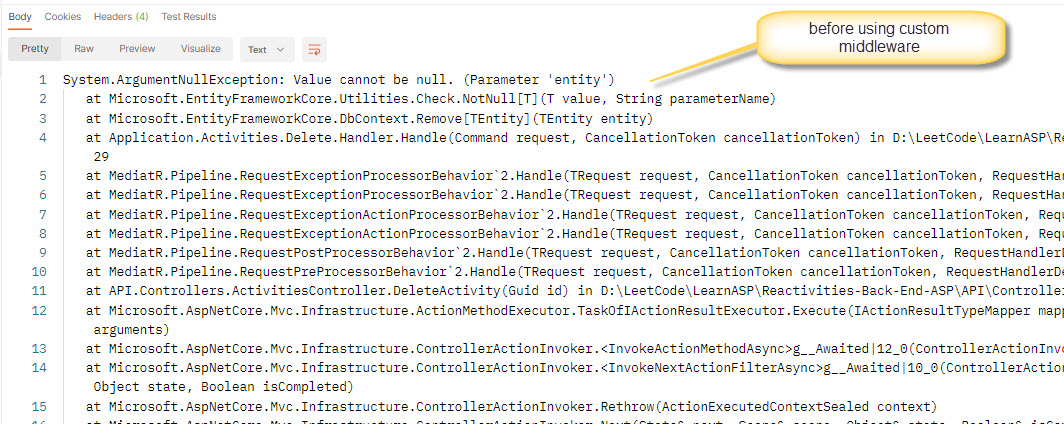 Body Cookies Headers (4) Test Results
Pretty Raw Preview Visualize Text
before using custom
middleware
1 System.ArgumentNullException: Value cannot be null. (Parameter 'entity')
2 at Microsoft.EntityFrameworkCore.Utilities.Check.NotNull[T](T value, String parameterName)
3 at Microsoft.EntityFrameworkCore.DbContext.Remove[TEntity](TEntity entity)
4 at Application.Activities.Delete.Handler.Handle(Command request, CancellationToken cancellationToken) in D:\LeetCode\LearnASP\Re
29
5 at MediatR.Pipeline.RequestExceptionProcessorBehavior`2.Handle(TRequest request, CancellationToken cancellationToken, RequestHan
6 at MediatR.Pipeline.RequestExceptionProcessorBehavior`2.Handle(TRequest request, CancellationToken cancellationToken, RequestHan
7 at MediatR.Pipeline.RequestExceptionActionProcessorBehavior`2.Handle(TRequest request, CancellationToken cancellationToken, Requ
8 at MediatR.Pipeline.RequestExceptionActionProcessorBehavior`2.Handle(TRequest request, CancellationToken cancellationToken, Requ
9 at MediatR.Pipeline.RequestPostProcessorBehavior`2.Handle(TRequest request, CancellationToken cancellationToken, RequestHandlerD
10 at MediatR.Pipeline.RequestPreProcessorBehavior`2.Handle(TRequest request, CancellationToken cancellationToken, RequestHandlerDe
11 at API.Controllers.ActivitiesController.DeleteActivity(Guid id) in D:\LeetCode\LearnASP\Reactivities-Back-End-ASP\API\Controller
12 at Microsoft.AspNetCore.Mvc.Infrastructure.ActionMethodExecutor.TaskOfIActionResultExecutor.Execute(IActionResultTypeMapper mapp
arguments)
13 at Microsoft.AspNetCore.Mvc.Infrastructure.ControllerActionInvoker.<InvokeActionMethodAsync>g__Awaited|12_0(ControllerActionInvo
14 at Microsoft.AspNetCore.Mvc.Infrastructure.ControllerActionInvoker.<InvokeNextActionFilterAsync>g__Awaited|10_0(ControllerAction
Object state, Boolean isCompleted)
15 at Microsoft.AspNetCore.Mvc.Infrastructure.ControllerActionInvoker.Rethrow(ActionExecutedContextSealed context)